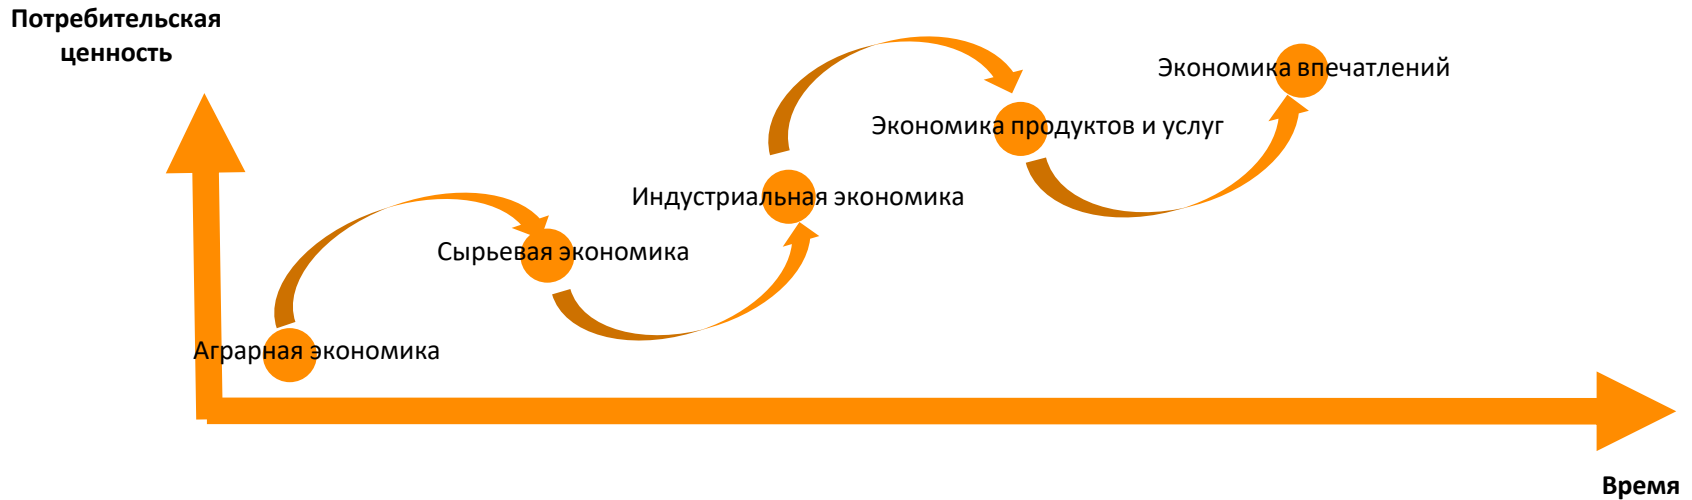 Потребительская
ценность
Экономика впечатлений
Экономика продуктов и услуг
Индустриальная экономика
Сырьевая экономика
Аграрная экономика
Время